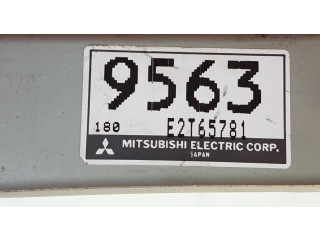 9563
180 E2T65781
MITSUBISHI ELECTRIC CORP.
JAPAN